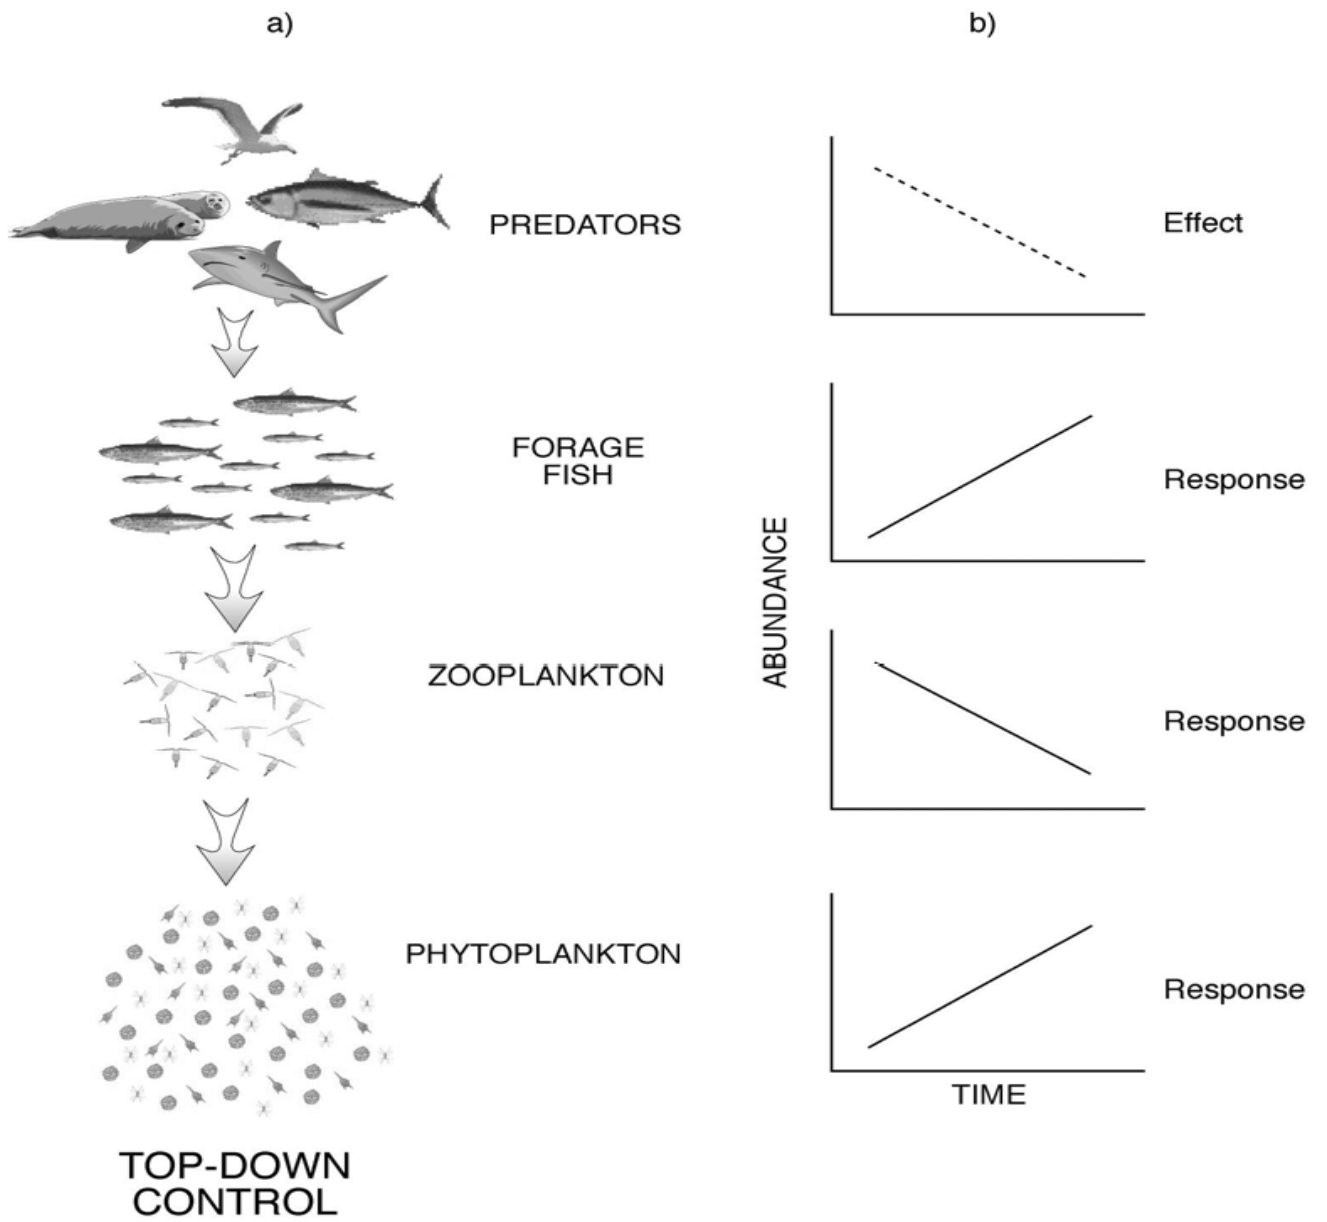 a)
b)
PREDATORS
Effect
FORAGE
FISH
Response
ABUNDANCE
ZOOPLANKTON
Response
PHYTOPLANKTON
Response
TIME
TOP-DOWN
CONTROL